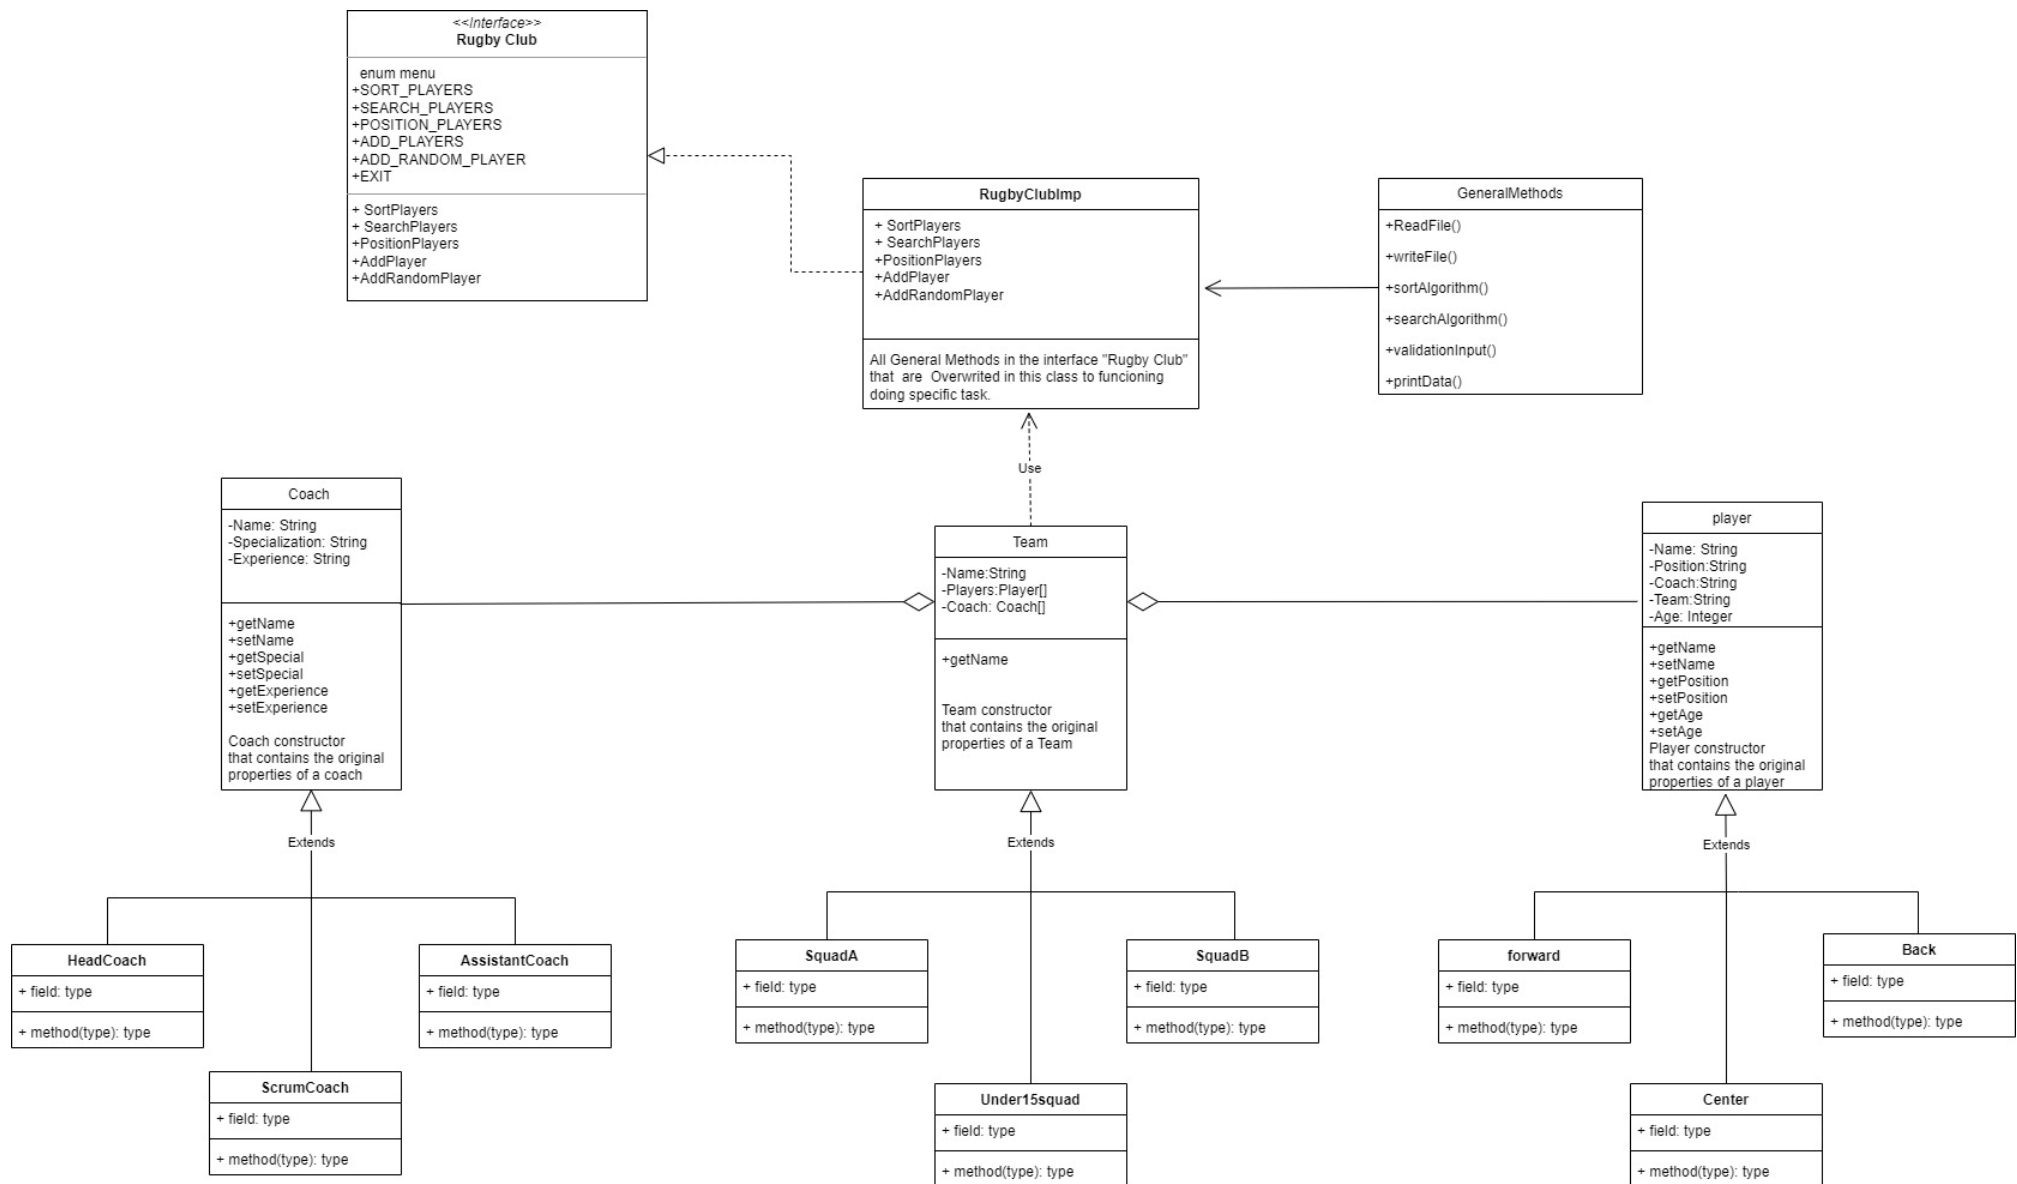 <<Interface>>
Rugby Club
enum menu
+SORT_PLAYERS
+SEARCH_PLAYERS
+POSITION_PLAYERS
+ADD_PLAYERS
+ADD_RANDOM_PLAYER
+EXIT
+ SortPlayers
+ SearchPlayers
+PositionPlayers
+AddPlayer
+AddRandomPlayer
RugbyClubImp
+ SortPlayers
+ SearchPlayers
+PositionPlayers
+AddPlayer
+AddRandomPlayer
All General Methods in the interface "Rugby Club"
that are Overwrited in this class to funcioning
doing specific task.
GeneralMethods
+ReadFile()
+writeFile()
+sortAlgorithm()
+searchAlgorithm()
+validationInput()
+printData()
Use
Coach
-Name: String
-Specialization: String
-Experience: String
+getName
+setName
+getSpecial
+setSpecial
+getExperience
+setExperience
Coach constructor
that contains the original
properties of a coach
Team
-Name:String
-Players:Player[]
-Coach: Coach[]
+getName
Team constructor
that contains the original
properties of a Team
player
-Name: String
-Position:String
-Coach:String
-Team:String
-Age: Integer
+getName
+setName
+getPosition
+setPosition
+getAge
+setAge
Player constructor
that contains the original
properties of a player
Extends
Extends
Extends
HeadCoach
+ field: type
+ method(type): type
AssistantCoach
+ field: type
+ method(type): type
ScrumCoach
+ field: type
+ method(type): type
SquadA
+ field: type
+ method(type): type
SquadB
+ field: type
+ method(type): type
Under15squad
+ field: type
+ method(type): type
forward
+ field: type
+ method(type): type
Back
+ field: type
+ method(type): type
Center
+ field: type
+ method(type): type